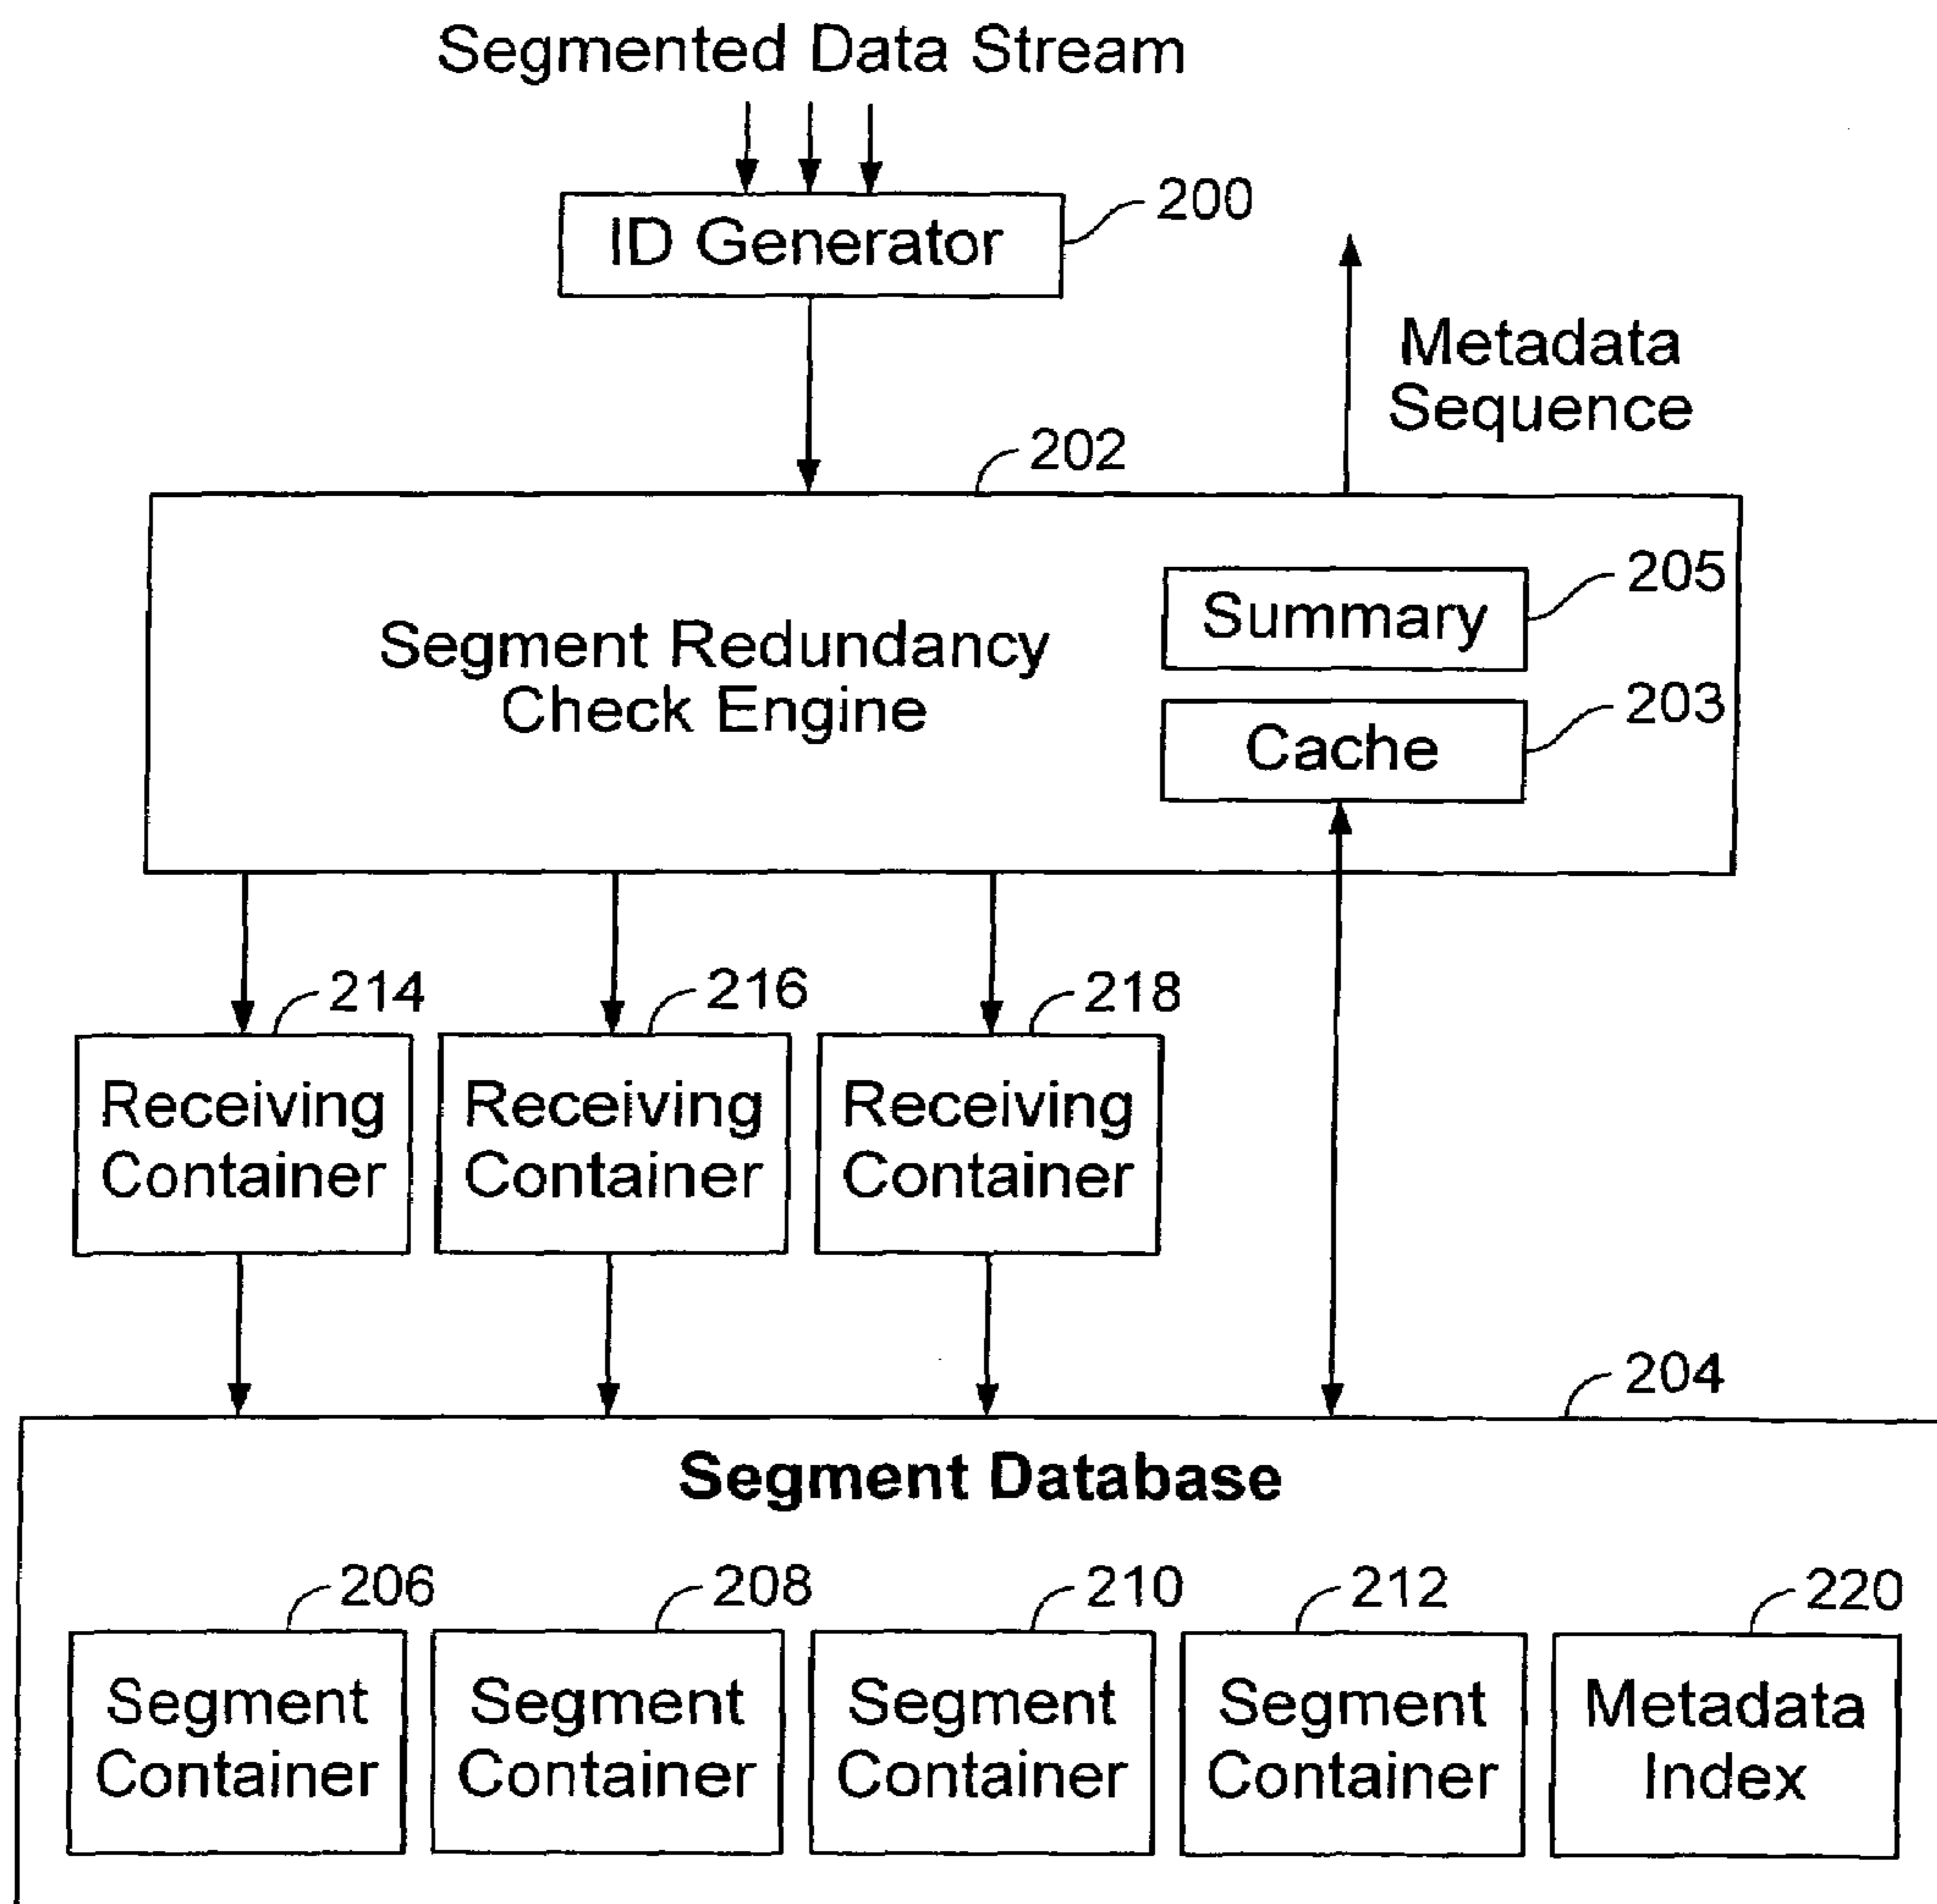 Segmented Data Stream
200
ID Generator
Metadata
Sequence
202
205
Summary
Segment Redundancy
Check Engine
203
Cache
214
216
218
Receiving
Container
Receiving
Container
Receiving
Container
204
Segment Database
206
208
210
212
220
Segment
Container
Segment
Container
Segment
Container
Segment
Container
Metadata
Index